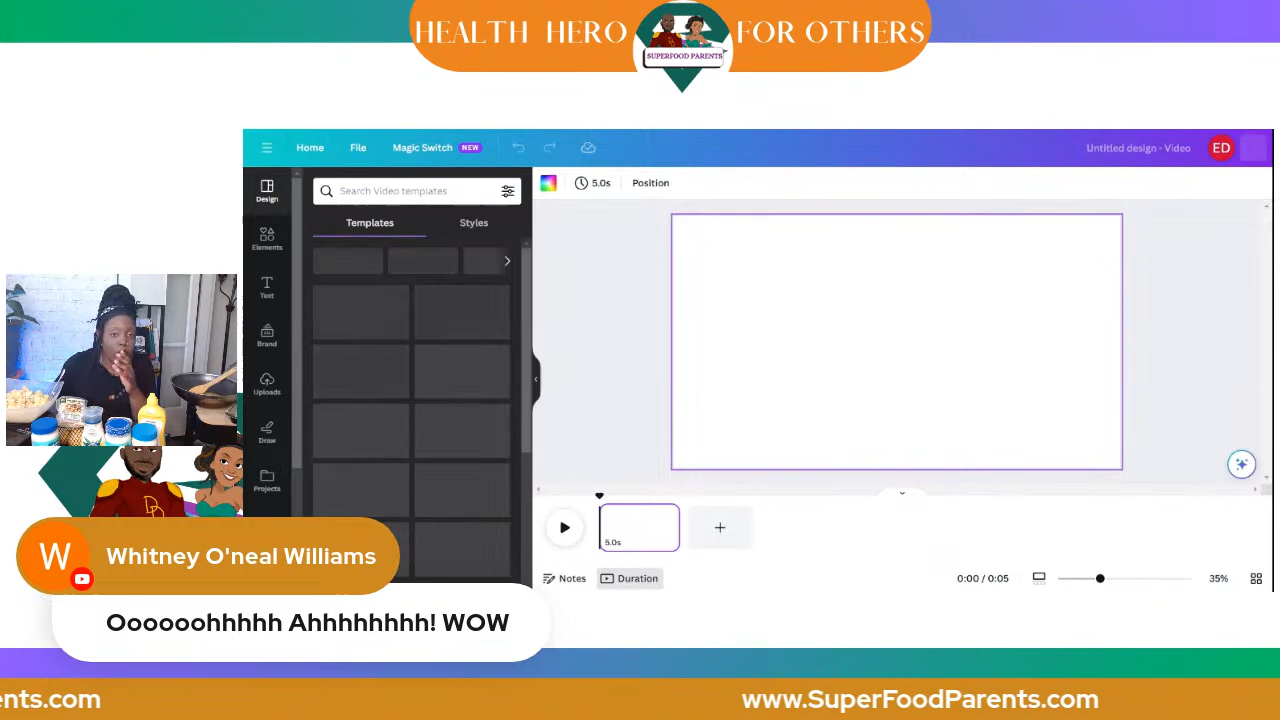 HEALTH HERO FOR OTHERS
SUPERFOOD PARENTS
Home File Magic Switch NEW Untitled design - Video ED
Design
Search Video templates
5.0s Position
Templates Styles
Elements
Text
Brand
Uploads
Draw
Projects
5.0s
Notes Duration 0:00 / 0:05 35%
W Whitney O'neal Williams
Oooooohhhhh Ahhhhhhhh! WOW
ents.com www.SuperFoodParents.com